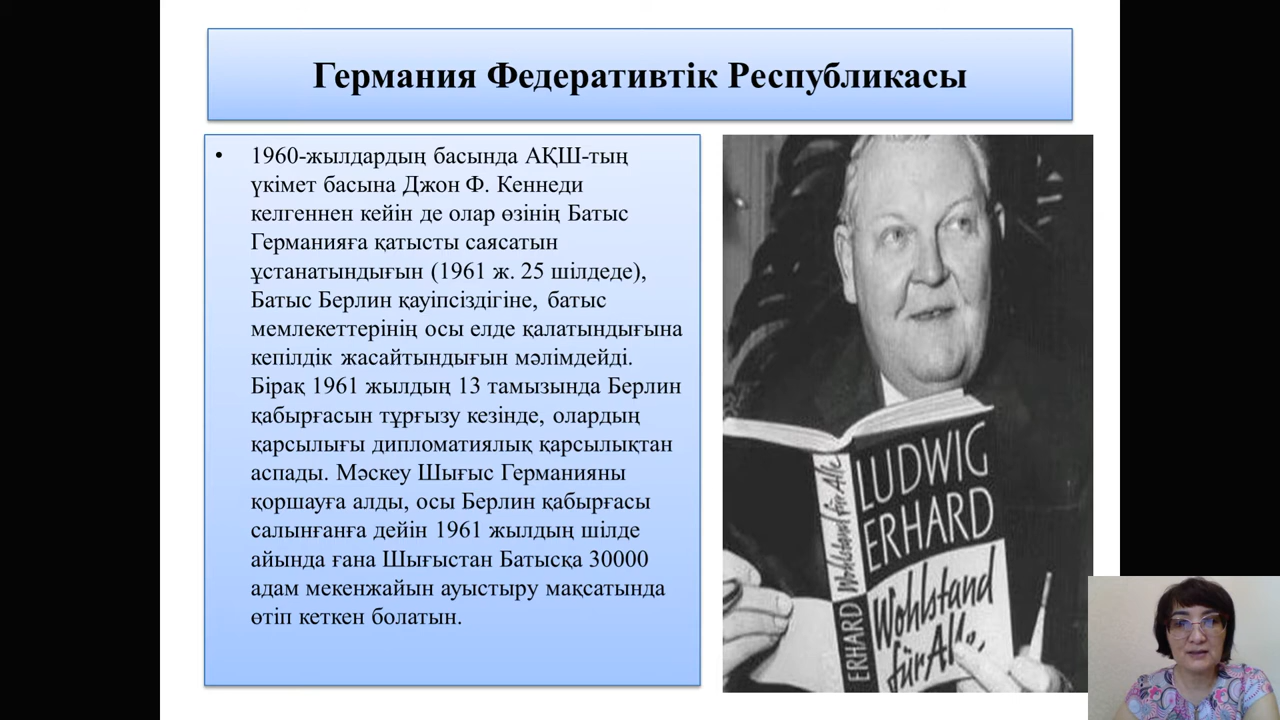 Германия Федеративтік Республикасы
• 1960-жылдардың басында АҚШ-тың
үкімет басына Джон Ф. Кеннеди
келгеннен кейін де олар өзінің Батыс
Германияға қатысты саясатын
ұстанатындығын (1961 ж. 25 шілдеде),
Батыс Берлин қауіпсіздігіне, батыс
мемлекеттерінің осы елде қалатындығына
кепілдік жасайтындығын мәлімдейді.
Бірақ 1961 жылдың 13 тамызында Берлин
қабырғасын тұрғызу кезінде, олардың
қарсылығы дипломатиялық қарсылықтан
аспады. Мәскеу Шығыс Германияны
қоршауға алды, осы Берлин қабырғасы
салынғанға дейін 1961 жылдың шілде
айында ғана Шығыстан Батысқа 30000
адам мекенжайын ауыстыру мақсатында
өтіп кеткен болатын.
LUDWIG
ERHARD
Wohlstand
für Alle
ERHARD Wohlstand für Alle